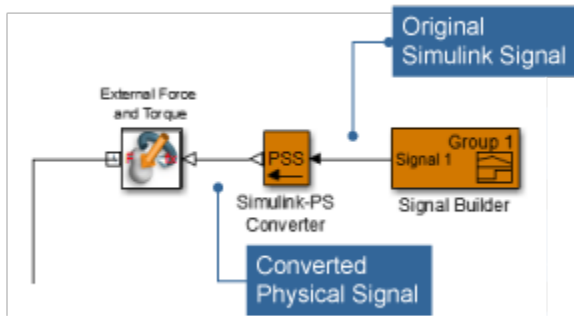 Original
Simulink Signal
External Force
and Torque
Group 1
Signal 1
PSS
Simulink-PS
Converter
Signal Builder
Converted
Physical Signal